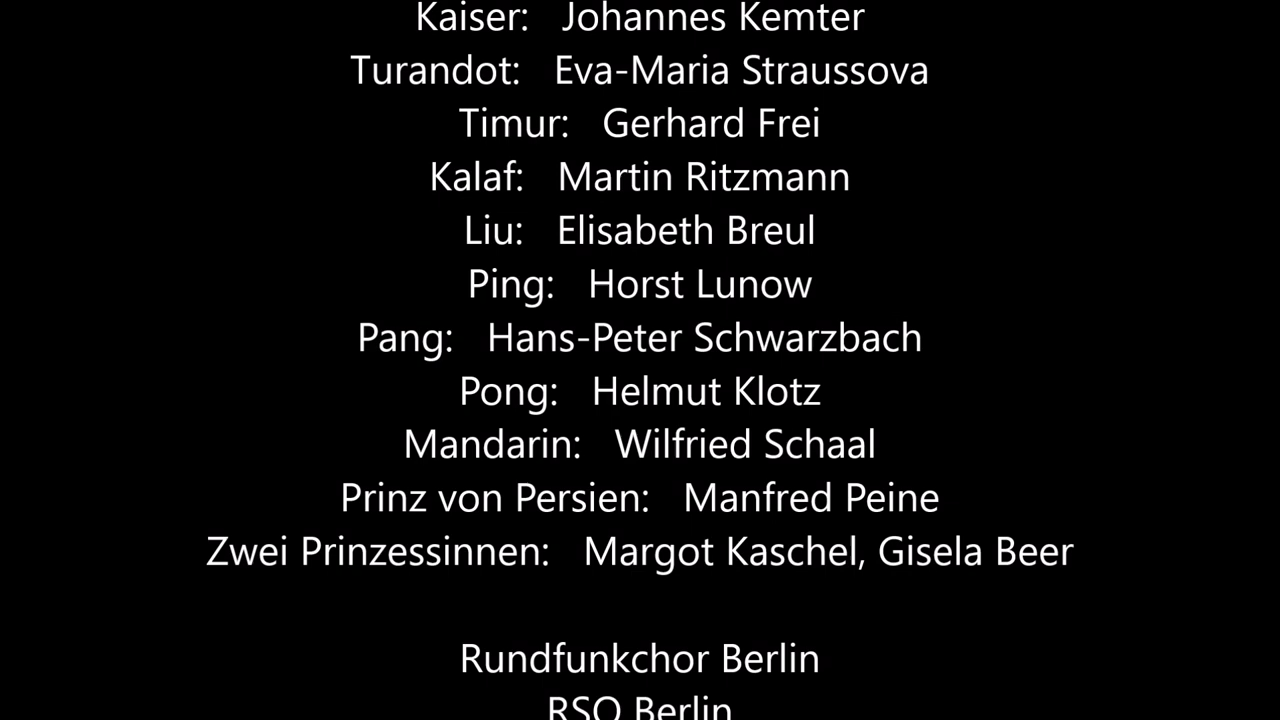 Kaiser: Johannes Kemter
Turandot: Eva-Maria Straussova
Timur: Gerhard Frei
Kalaf: Martin Ritzmann
Liu: Elisabeth Breul
Ping: Horst Lunow
Pang: Hans-Peter Schwarzbach
Pong: Helmut Klotz
Mandarin: Wilfried Schaal
Prinz von Persien: Manfred Peine
Zwei Prinzessinnen: Margot Kaschel, Gisela Beer
Rundfunkchor Berlin
RSO Berlin